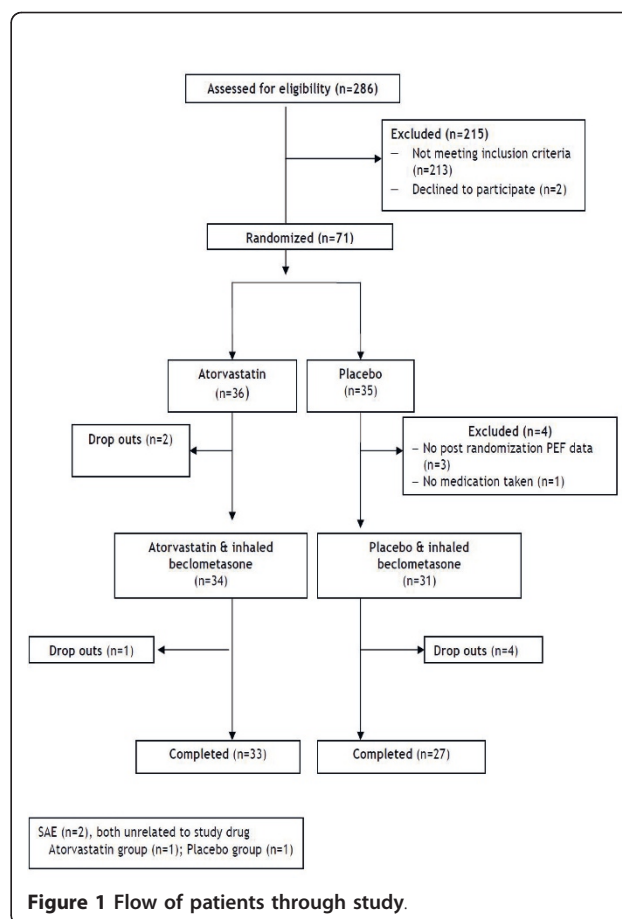 Assessed for eligibility (n=286)
Excluded (n=215)
– Not meeting inclusion criteria
(n=213)
– Declined to participate (n=2)
Randomized (n=71)
Atorvastatin
(n=36)
Placebo
(n=35)
Drop outs (n=2)
Excluded (n=4)
– No post randomization PEF data
(n=3)
– No medication taken (n=1)
Atorvastatin & inhaled
beclometasone
(n=34)
Placebo & inhaled
beclometasone
(n=31)
Drop outs (n=1)
Drop outs (n=4)
Completed (n=33)
Completed (n=27)
SAE (n=2), both unrelated to study drug
Atorvastatin group (n=1); Placebo group (n=1)
Figure 1 Flow of patients through study.